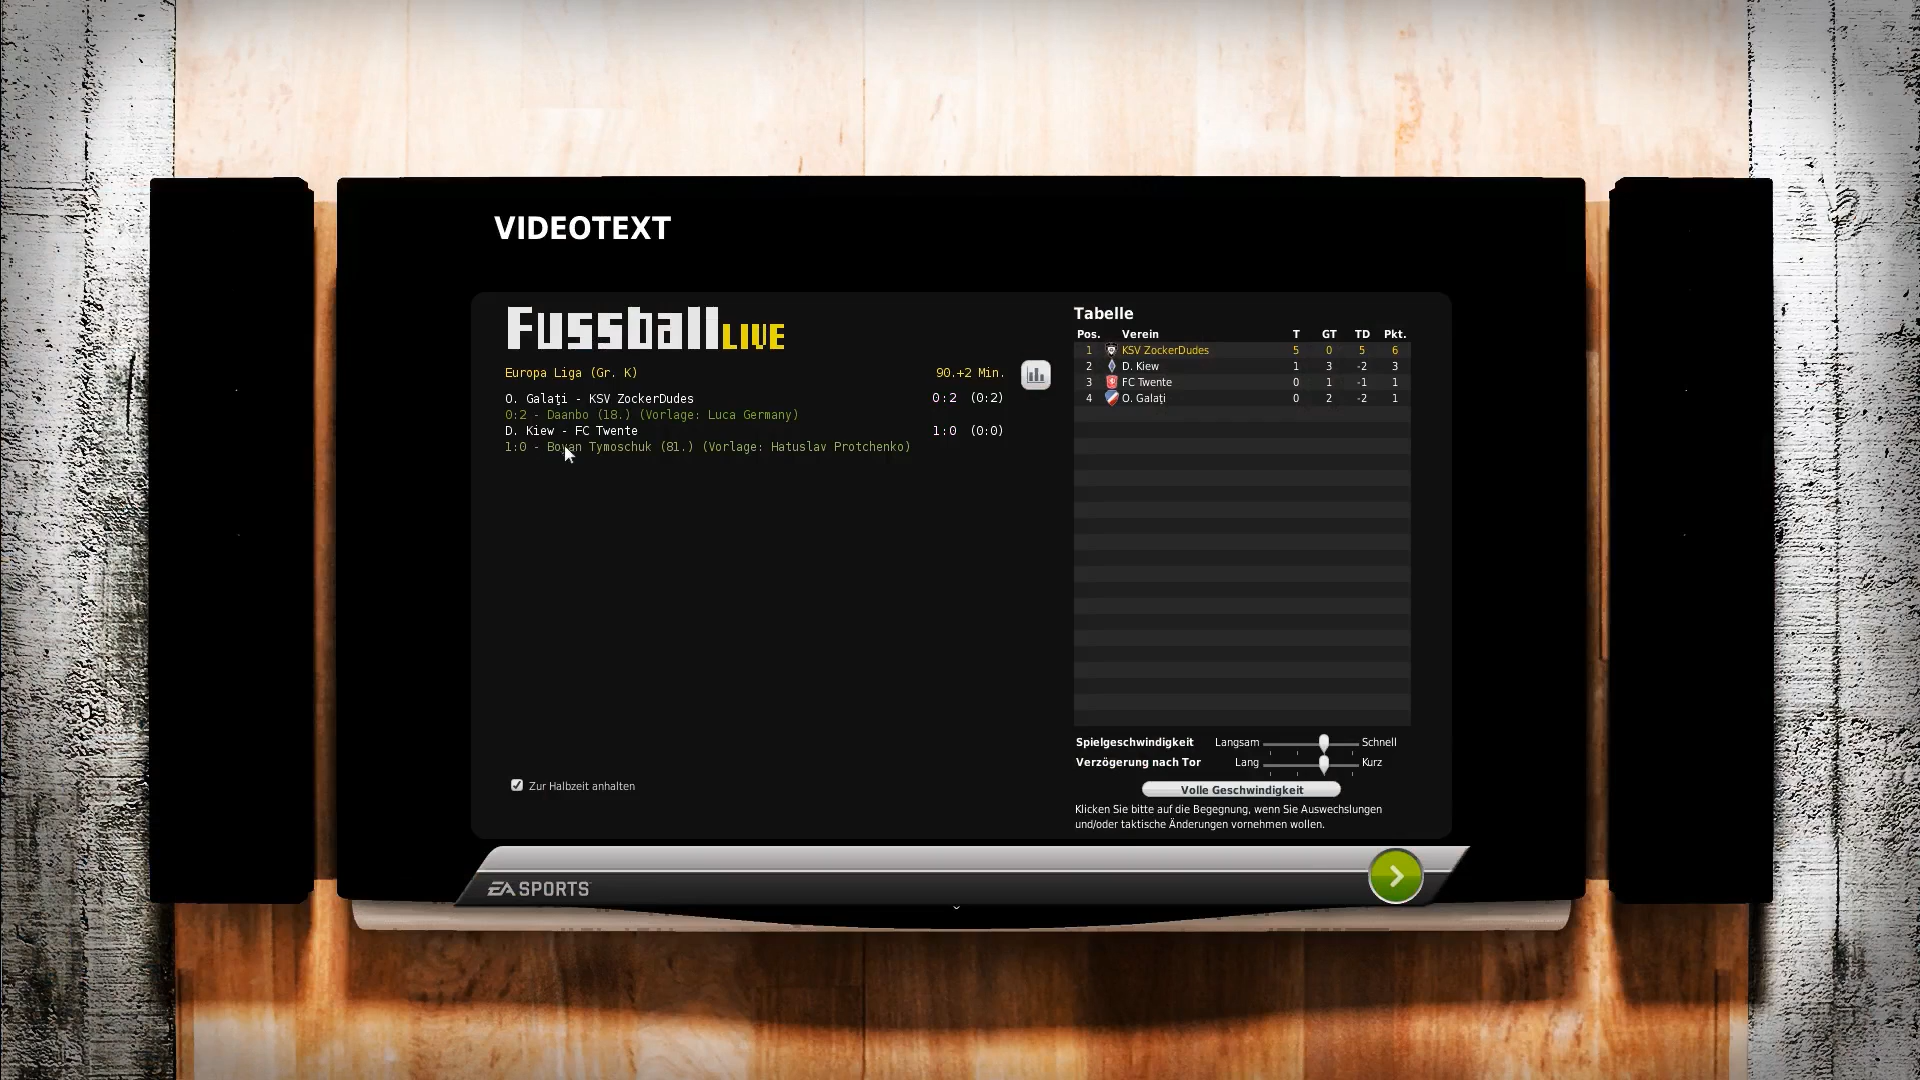 VIDEOTEXT
Fussball LIVE
Europa Liga (Gr. K) 90.+2 Min.
O. Galaţi - KSV ZockerDudes 0:2 (0:2)
0:2 - Daanbo (18.) (Vorlage: Luca Germany)
D. Kiew - FC Twente 1:0 (0:0)
1:0 - Boyan Tymoschuk (81.) (Vorlage: Hatuslav Protchenko)
Zur Halbzeit anhalten
Tabelle
Pos. Verein T GT TD Pkt.
1 KSV ZockerDudes 5 0 5 6
2 D. Kiew 1 3 -2 3
3 FC Twente 0 1 -1 1
4 O. Galaţi 0 2 -2 1
Spielgeschwindigkeit Langsam Schnell
Verzögerung nach Tor Lang Kurz
Volle Geschwindigkeit
Klicken Sie bitte auf die Begegnung, wenn Sie Auswechslungen
und/oder taktische Änderungen vornehmen wollen.
EA SPORTS